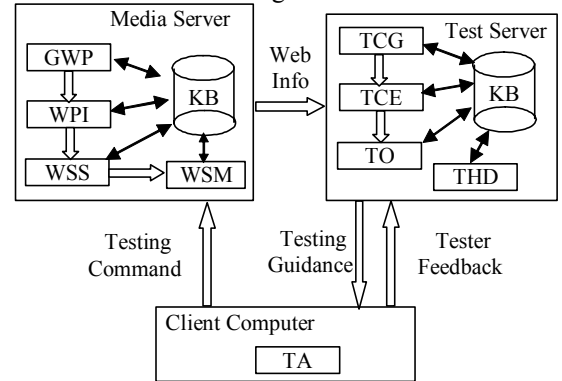 Media Server
GWP
WPI
WSS
KB
WSM
Web
Info
Test Server
TCG
TCE
TO
KB
THD
Testing
Command
Testing
Guidance
Tester
Feedback
Client Computer
TA